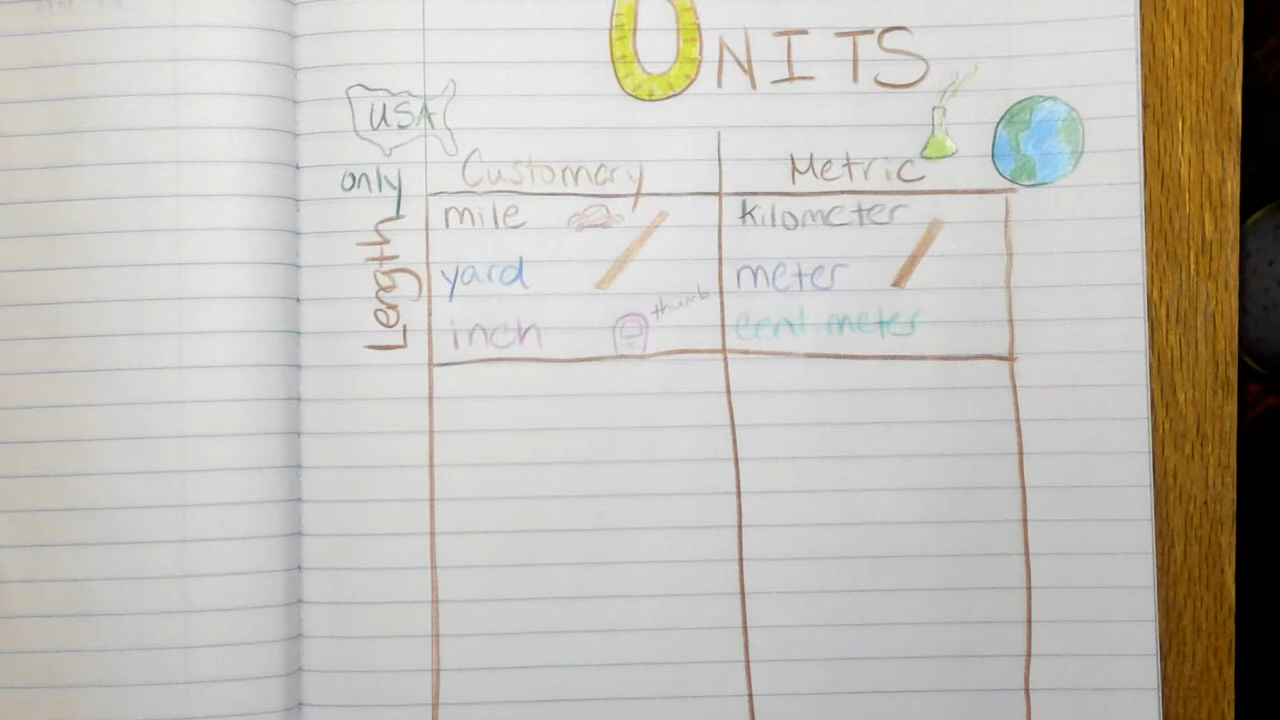 UNITS
USA
only
Customary
Metric
Length
mile
kilometer
yard
meter
thumb
inch
centimeter